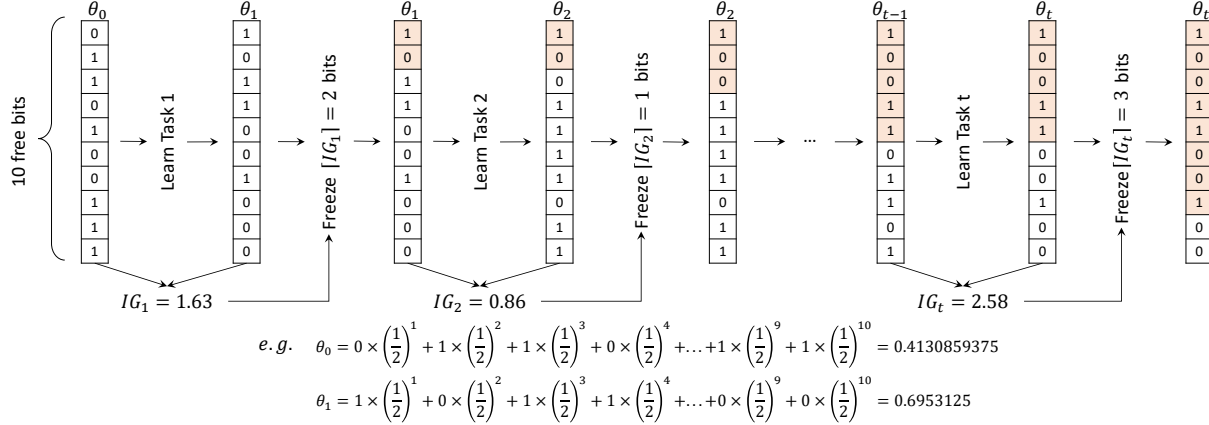 θ₀ θ₁ θ₁ θ₂ θ₂ θₜ₋₁ θₜ θₜ
0 1 1 1 1 1 1 1
1 0 0 0 0 0 0 0
1 1 1 0 0 0 0 0
0 1 1 1 1 1 1 1
1 0 0 1 1 1 1 1
0 0 0 1 1 0 0 0
0 1 1 0 0 0 0 0
1 0 0 0 0 0 1 1
1 0 0 1 1 0 0 0
1 0 0 1 1 1 0 0
10 free bits
Learn Task 1
Freeze ⌈IG₁⌉ = 2 bits
Learn Task 2
Freeze ⌈IG₂⌉ = 1 bits
...
Learn Task t
Freeze ⌈IGₜ⌉ = 3 bits
IG₁ = 1.63 IG₂ = 0.86 IGₜ = 2.58
e.g. θ₀ = 0 × (1/2)¹ + 1 × (1/2)² + 1 × (1/2)³ + 0 × (1/2)⁴ +...+1 × (1/2)⁹ + 1 × (1/2)¹⁰ = 0.4130859375
θ₁ = 1 × (1/2)¹ + 0 × (1/2)² + 1 × (1/2)³ + 1 × (1/2)⁴ +...+0 × (1/2)⁹ + 0 × (1/2)¹⁰ = 0.6953125